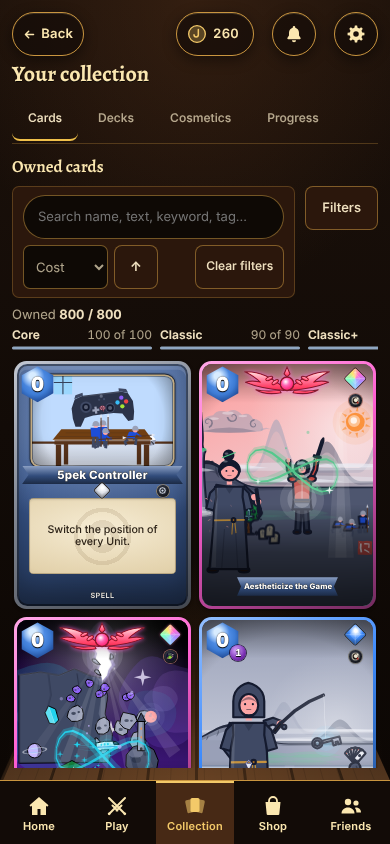 ← Back
J 260
Your collection
Cards Decks Cosmetics Progress
Owned cards
Search name, text, keyword, tag...
Filters
Cost ↑ Clear filters
Owned 800 / 800
Core 100 of 100 Classic 90 of 90 Classic+
0
5pek Controller
Switch the position of
every Unit.
SPELL
0
Aestheticize the Game
0
0
1
Home Play Collection Shop Friends